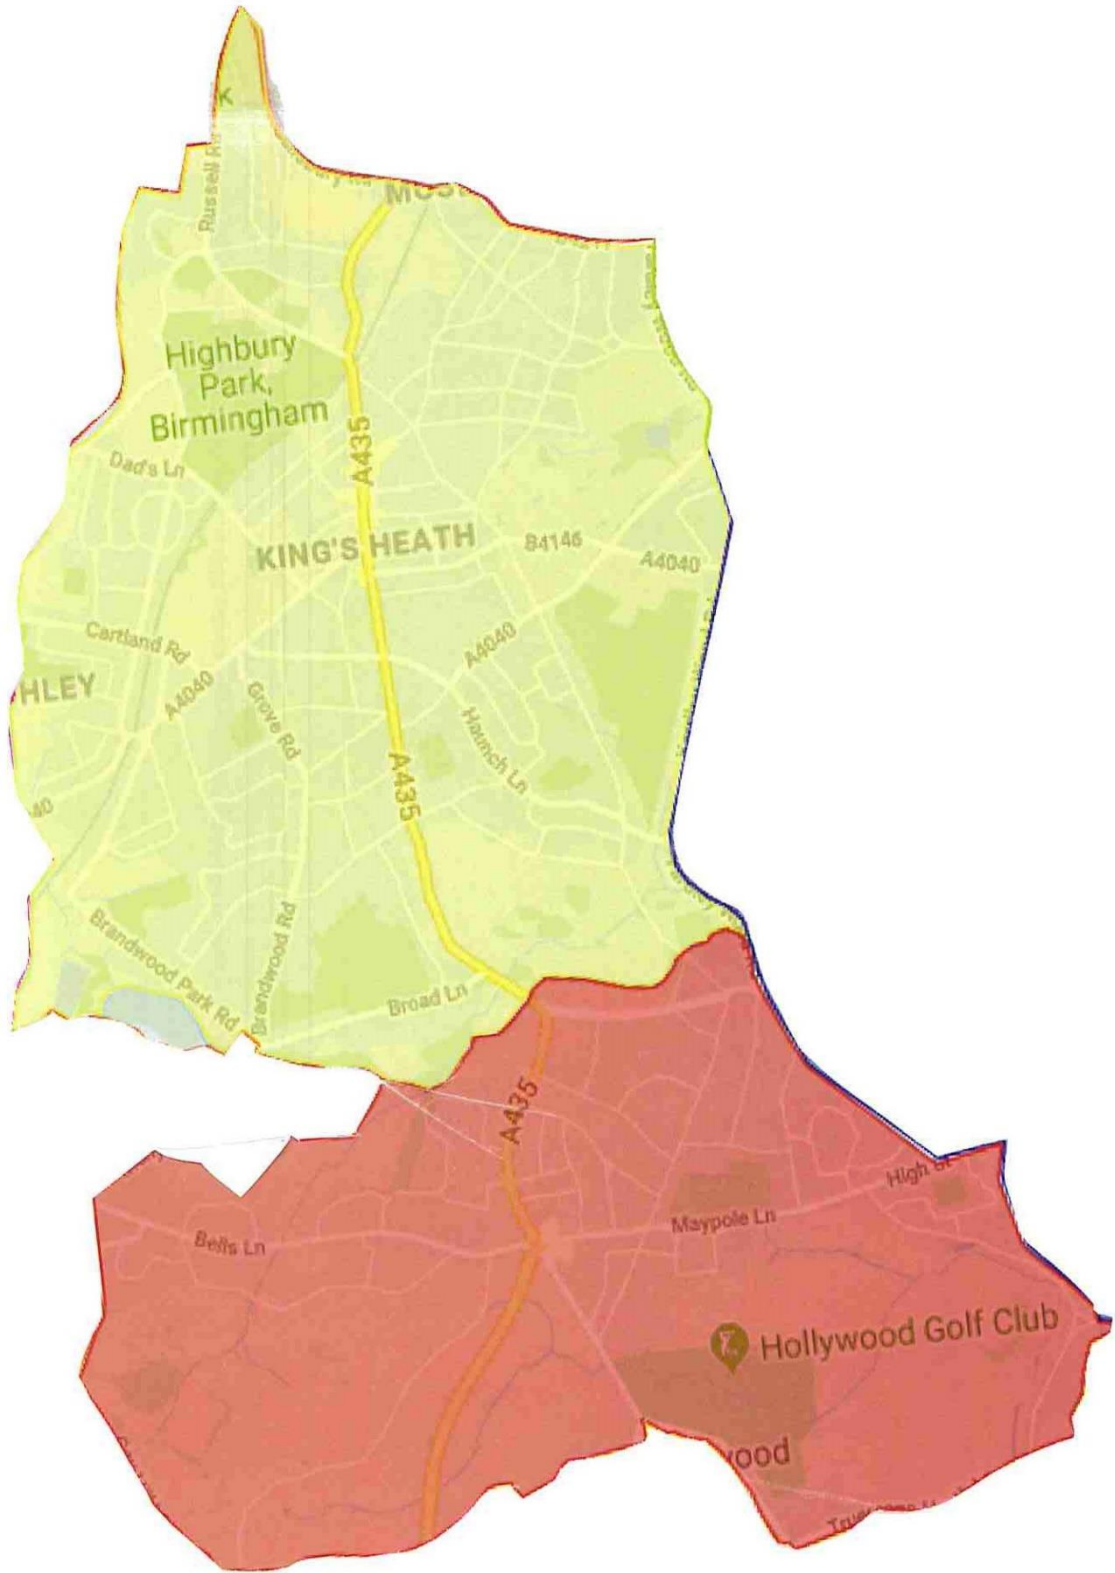 K
Russell Rd
Highbury
Park,
Birmingham
A435
Dad's Ln
KING'S HEATH
B4146
A4040
Cartland Rd
A4040
HLEY
A4040
Grove Rd
Haunch Ln
A435
40
Brandwood Park Rd
Brandwood Rd
Broad Ln
A435
High St
Maypole Ln
Bells Ln
Hollywood Golf Club
wood